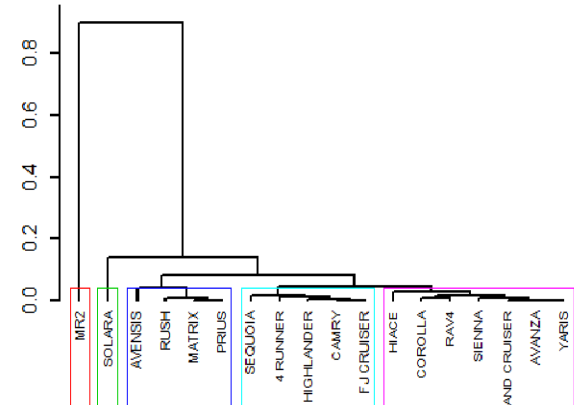 0.8
0.6
0.4
0.2
0.0
MR2
SOLARA
AVENSIS
RUSH
MATRIX
PRIUS
SEQUOIA
4 RUNNER
HIGHLANDER
CAMRY
FJ CRUISER
HIACE
COROLLA
RAV4
SIENNA
AND CRUISER
AVANZA
YARIS